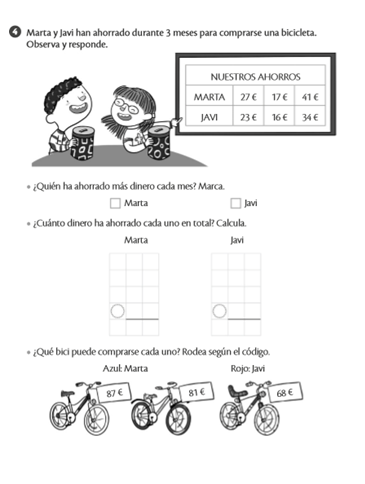 4 Marta y Javi han ahorrado durante 3 meses para comprarse una bicicleta.
Observa y responde.
NUESTROS AHORROS
MARTA 27 € 17 € 41 €
JAVI 23 € 16 € 34 €
• ¿Quién ha ahorrado más dinero cada mes? Marca.
Marta Javi
• ¿Cuánto dinero ha ahorrado cada uno en total? Calcula.
Marta Javi
• ¿Qué bici puede comprarse cada uno? Rodea según el código.
Azul: Marta Rojo: Javi
87 € 81 € 68 €